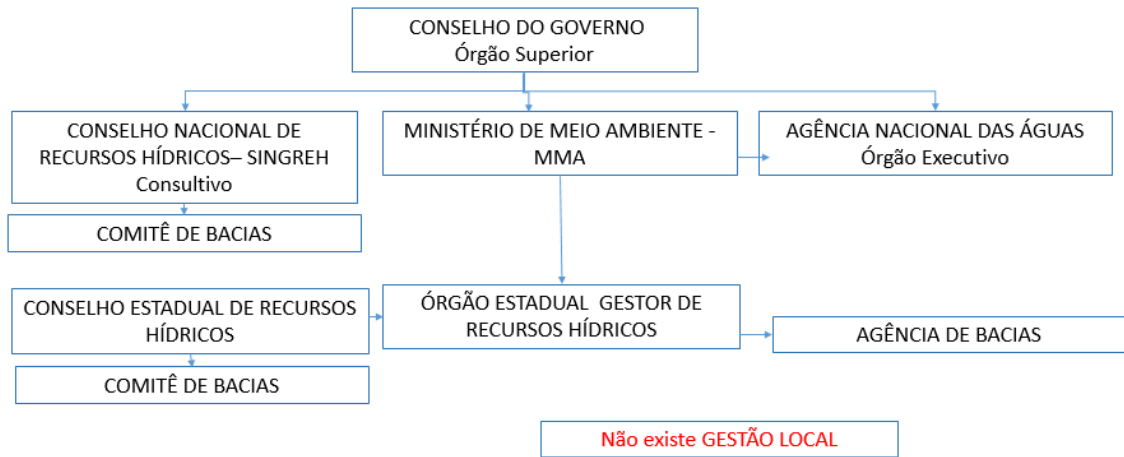 CONSELHO DO GOVERNO
Órgão Superior
CONSELHO NACIONAL DE
RECURSOS HÍDRICOS– SINGREH
Consultivo
MINISTÉRIO DE MEIO AMBIENTE -
MMA
AGÊNCIA NACIONAL DAS ÁGUAS
Órgão Executivo
COMITÊ DE BACIAS
CONSELHO ESTADUAL DE RECURSOS
HÍDRICOS
ÓRGÃO ESTADUAL  GESTOR DE
RECURSOS HÍDRICOS
AGÊNCIA DE BACIAS
COMITÊ DE BACIAS
Não existe GESTÃO LOCAL